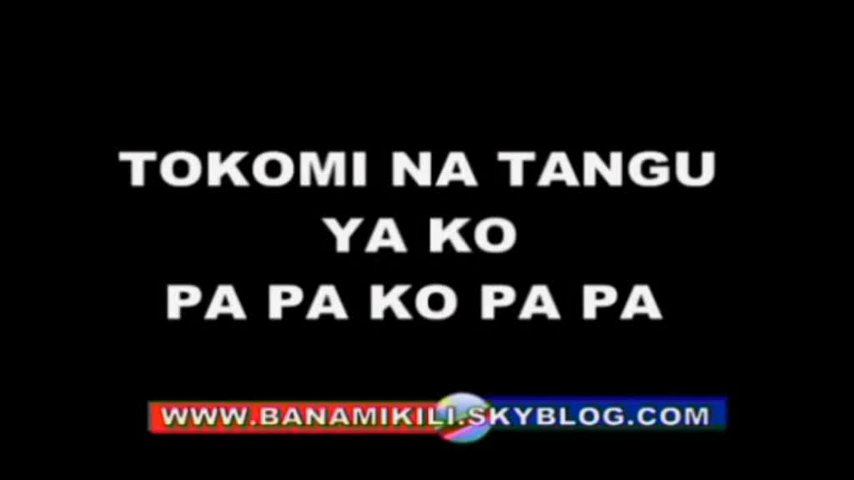 TOKOMI NA TANGU
YA KO
PA PA KO PA PA
WWW.BANAMIKILI.SKYBLOG.COM